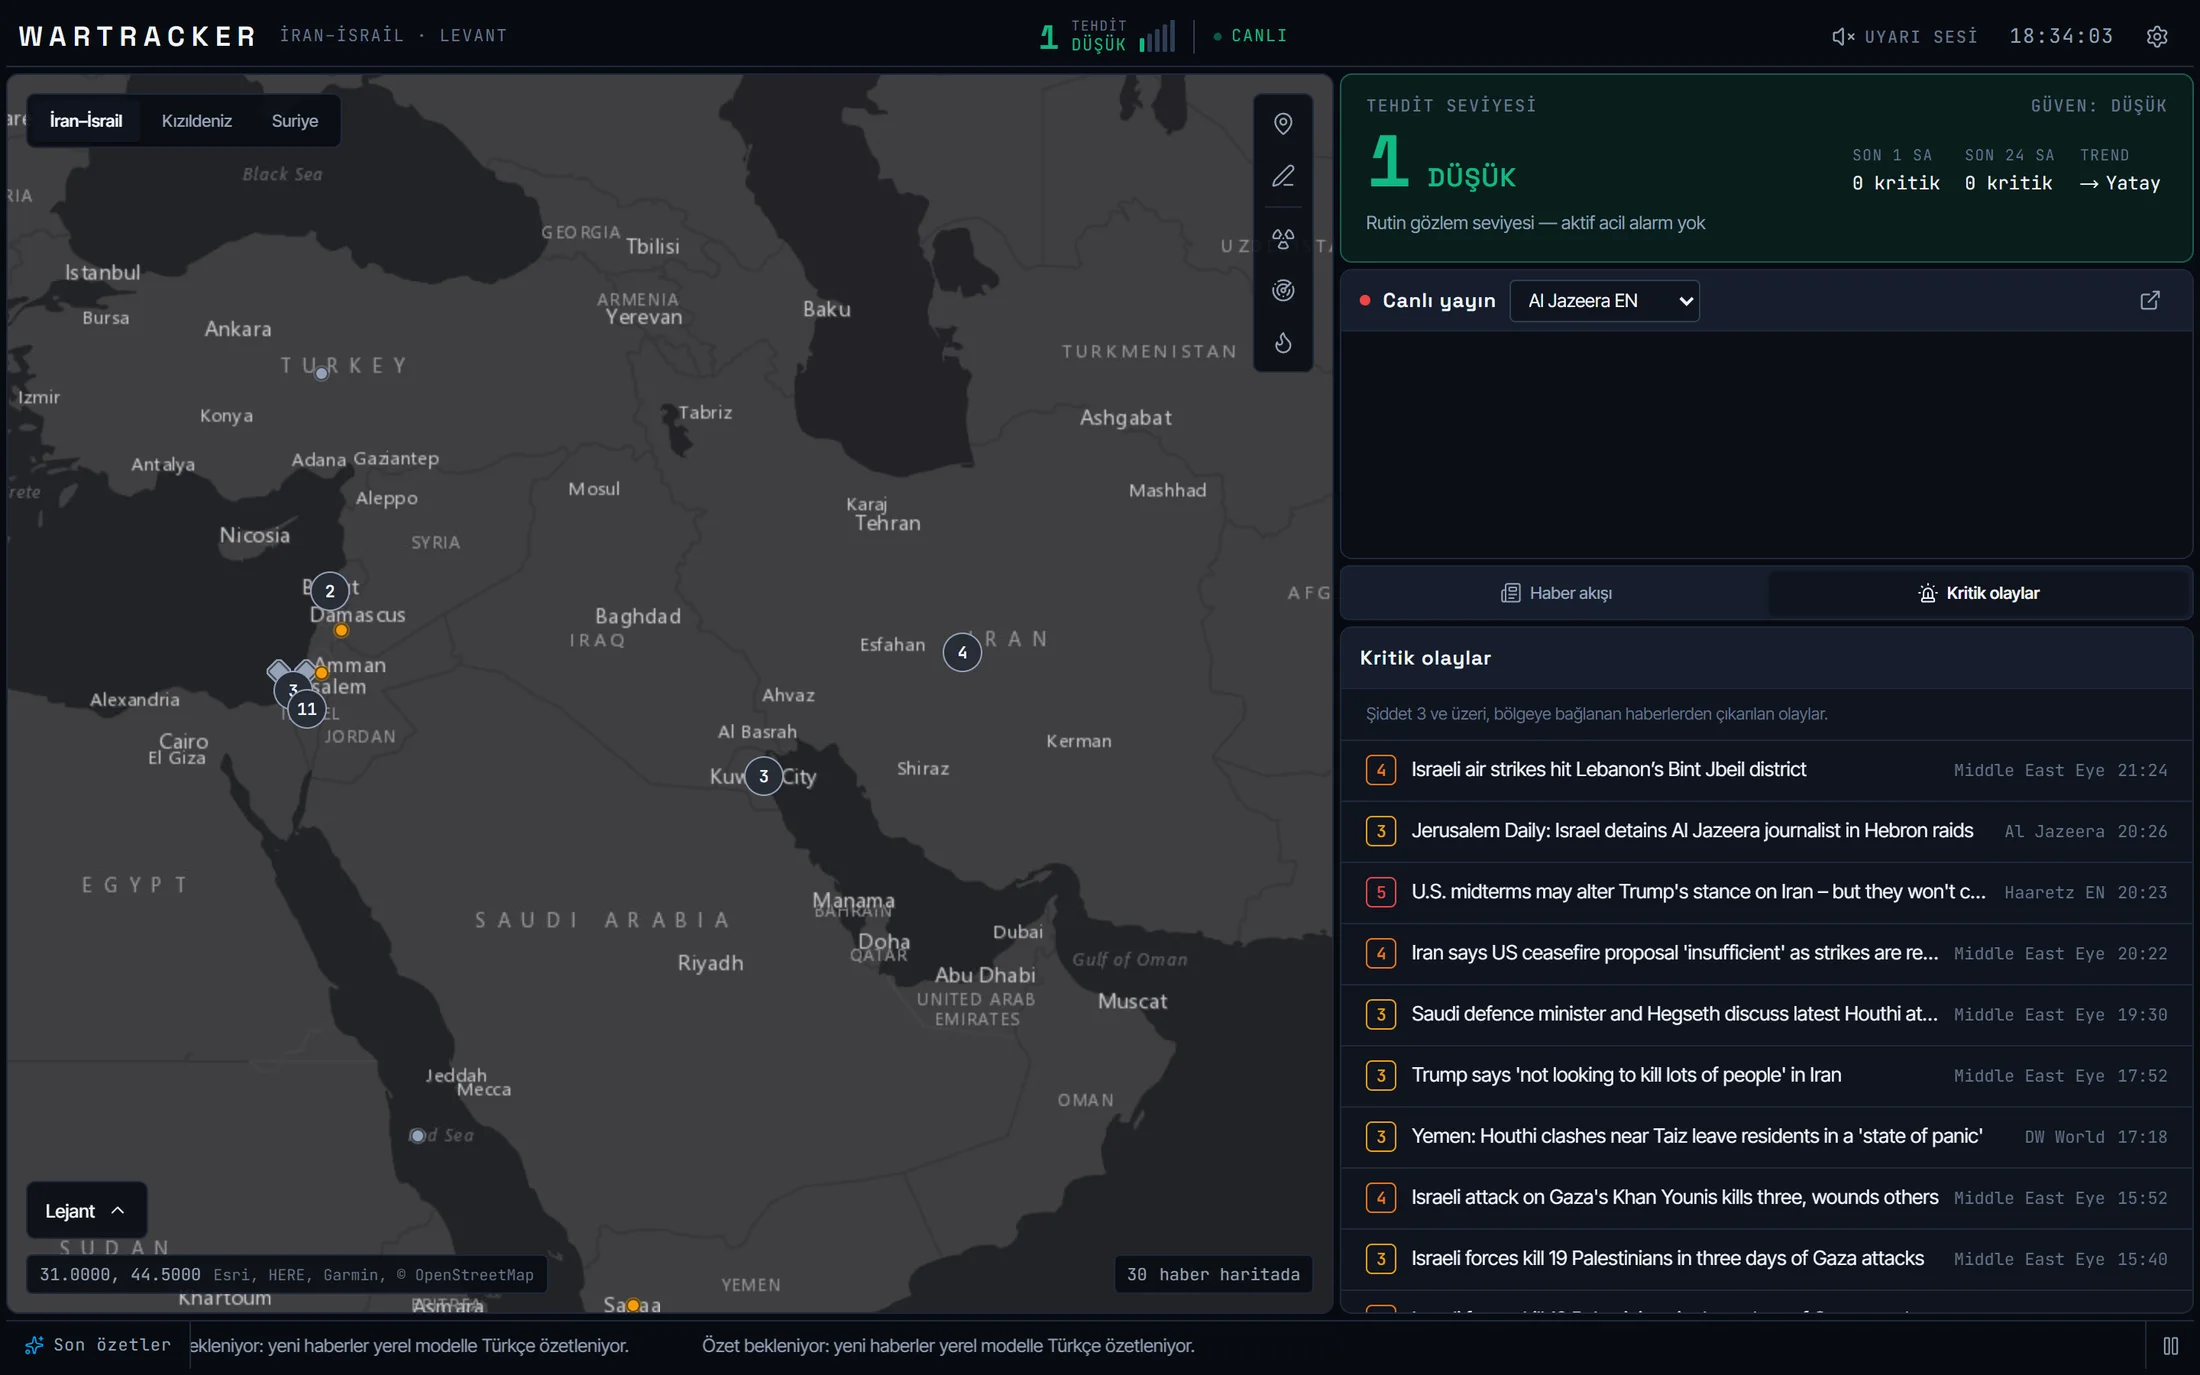 WARTRACKER
İRAN–İSRAİL · LEVANT
1
TEHDİT
DÜŞÜK
CANLI
UYARI SESİ
18:34:03
İran–İsrail
Kızıldeniz
Suriye
Black Sea
GEORGIA
Tbilisi
Istanbul
ARMENIA
Yerevan
Baku
Bursa
Ankara
TURKEY
TURKMENISTAN
Izmir
Konya
Tabriz
Ashgabat
Antalya
Adana
Gaziantep
Mosul
Mashhad
Aleppo
Karaj
Tehran
Nicosia
SYRIA
2
Damascus
Baghdad
IRAQ
Esfahan
4
AFG
Amman
salem
3
11
Alexandria
Ahvaz
JORDAN
Al Basrah
Kerman
Cairo
El Giza
3
City
Shiraz
EGYPT
SAUDI ARABIA
Manama
BAHRAIN
Doha
QATAR
Dubai
Riyadh
Gulf of Oman
Abu Dhabi
UNITED ARAB
EMIRATES
Muscat
Jeddah
Mecca
OMAN
Sea
Lejant
SUDAN
31.0000, 44.5000 Esri, HERE, Garmin, © OpenStreetMap
30 haber haritada
YEMEN
Khartoum
Asmara
TEHDİT SEVİYESİ
GÜVEN: DÜŞÜK
1 DÜŞÜK
SON 1 SA
0 kritik
SON 24 SA
0 kritik
TREND
→ Yatay
Rutin gözlem seviyesi — aktif acil alarm yok
Canlı yayın
Al Jazeera EN
Haber akışı
Kritik olaylar
Kritik olaylar
Şiddet 3 ve üzeri, bölgeye bağlanan haberlerden çıkarılan olaylar.
4 Israeli air strikes hit Lebanon’s Bint Jbeil district Middle East Eye 21:24
3 Jerusalem Daily: Israel detains Al Jazeera journalist in Hebron raids Al Jazeera 20:26
5 U.S. midterms may alter Trump's stance on Iran – but they won't c... Haaretz EN 20:23
4 Iran says US ceasefire proposal 'insufficient' as strikes are re... Middle East Eye 20:22
3 Saudi defence minister and Hegseth discuss latest Houthi at... Middle East Eye 19:30
3 Trump says 'not looking to kill lots of people' in Iran Middle East Eye 17:52
3 Yemen: Houthi clashes near Taiz leave residents in a 'state of panic' DW World 17:18
4 Israeli attack on Gaza's Khan Younis kills three, wounds others Middle East Eye 15:52
3 Israeli forces kill 19 Palestinians in three days of Gaza attacks Middle East Eye 15:40
Son özetler
ekleniyor: yeni haberler yerel modelle Türkçe özetleniyor.
Özet bekleniyor: yeni haberler yerel modelle Türkçe özetleniyor.